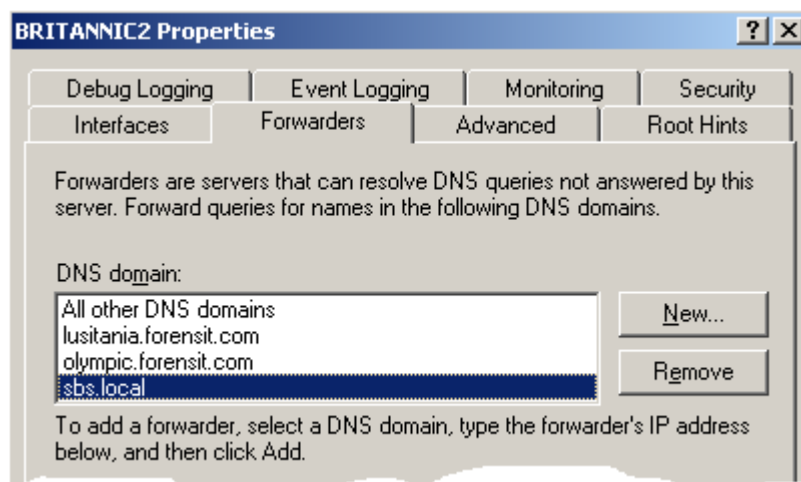 BRITANNIC2 Properties
Debug Logging Event Logging Monitoring Security
Interfaces Forwarders Advanced Root Hints
Forwarders are servers that can resolve DNS queries not answered by this
server. Forward queries for names in the following DNS domains.
DNS domain:
All other DNS domains
lusitania.forensit.com
olympic.forensit.com
sbs.local
New...
Remove
To add a forwarder, select a DNS domain, type the forwarder's IP address
below, and then click Add.